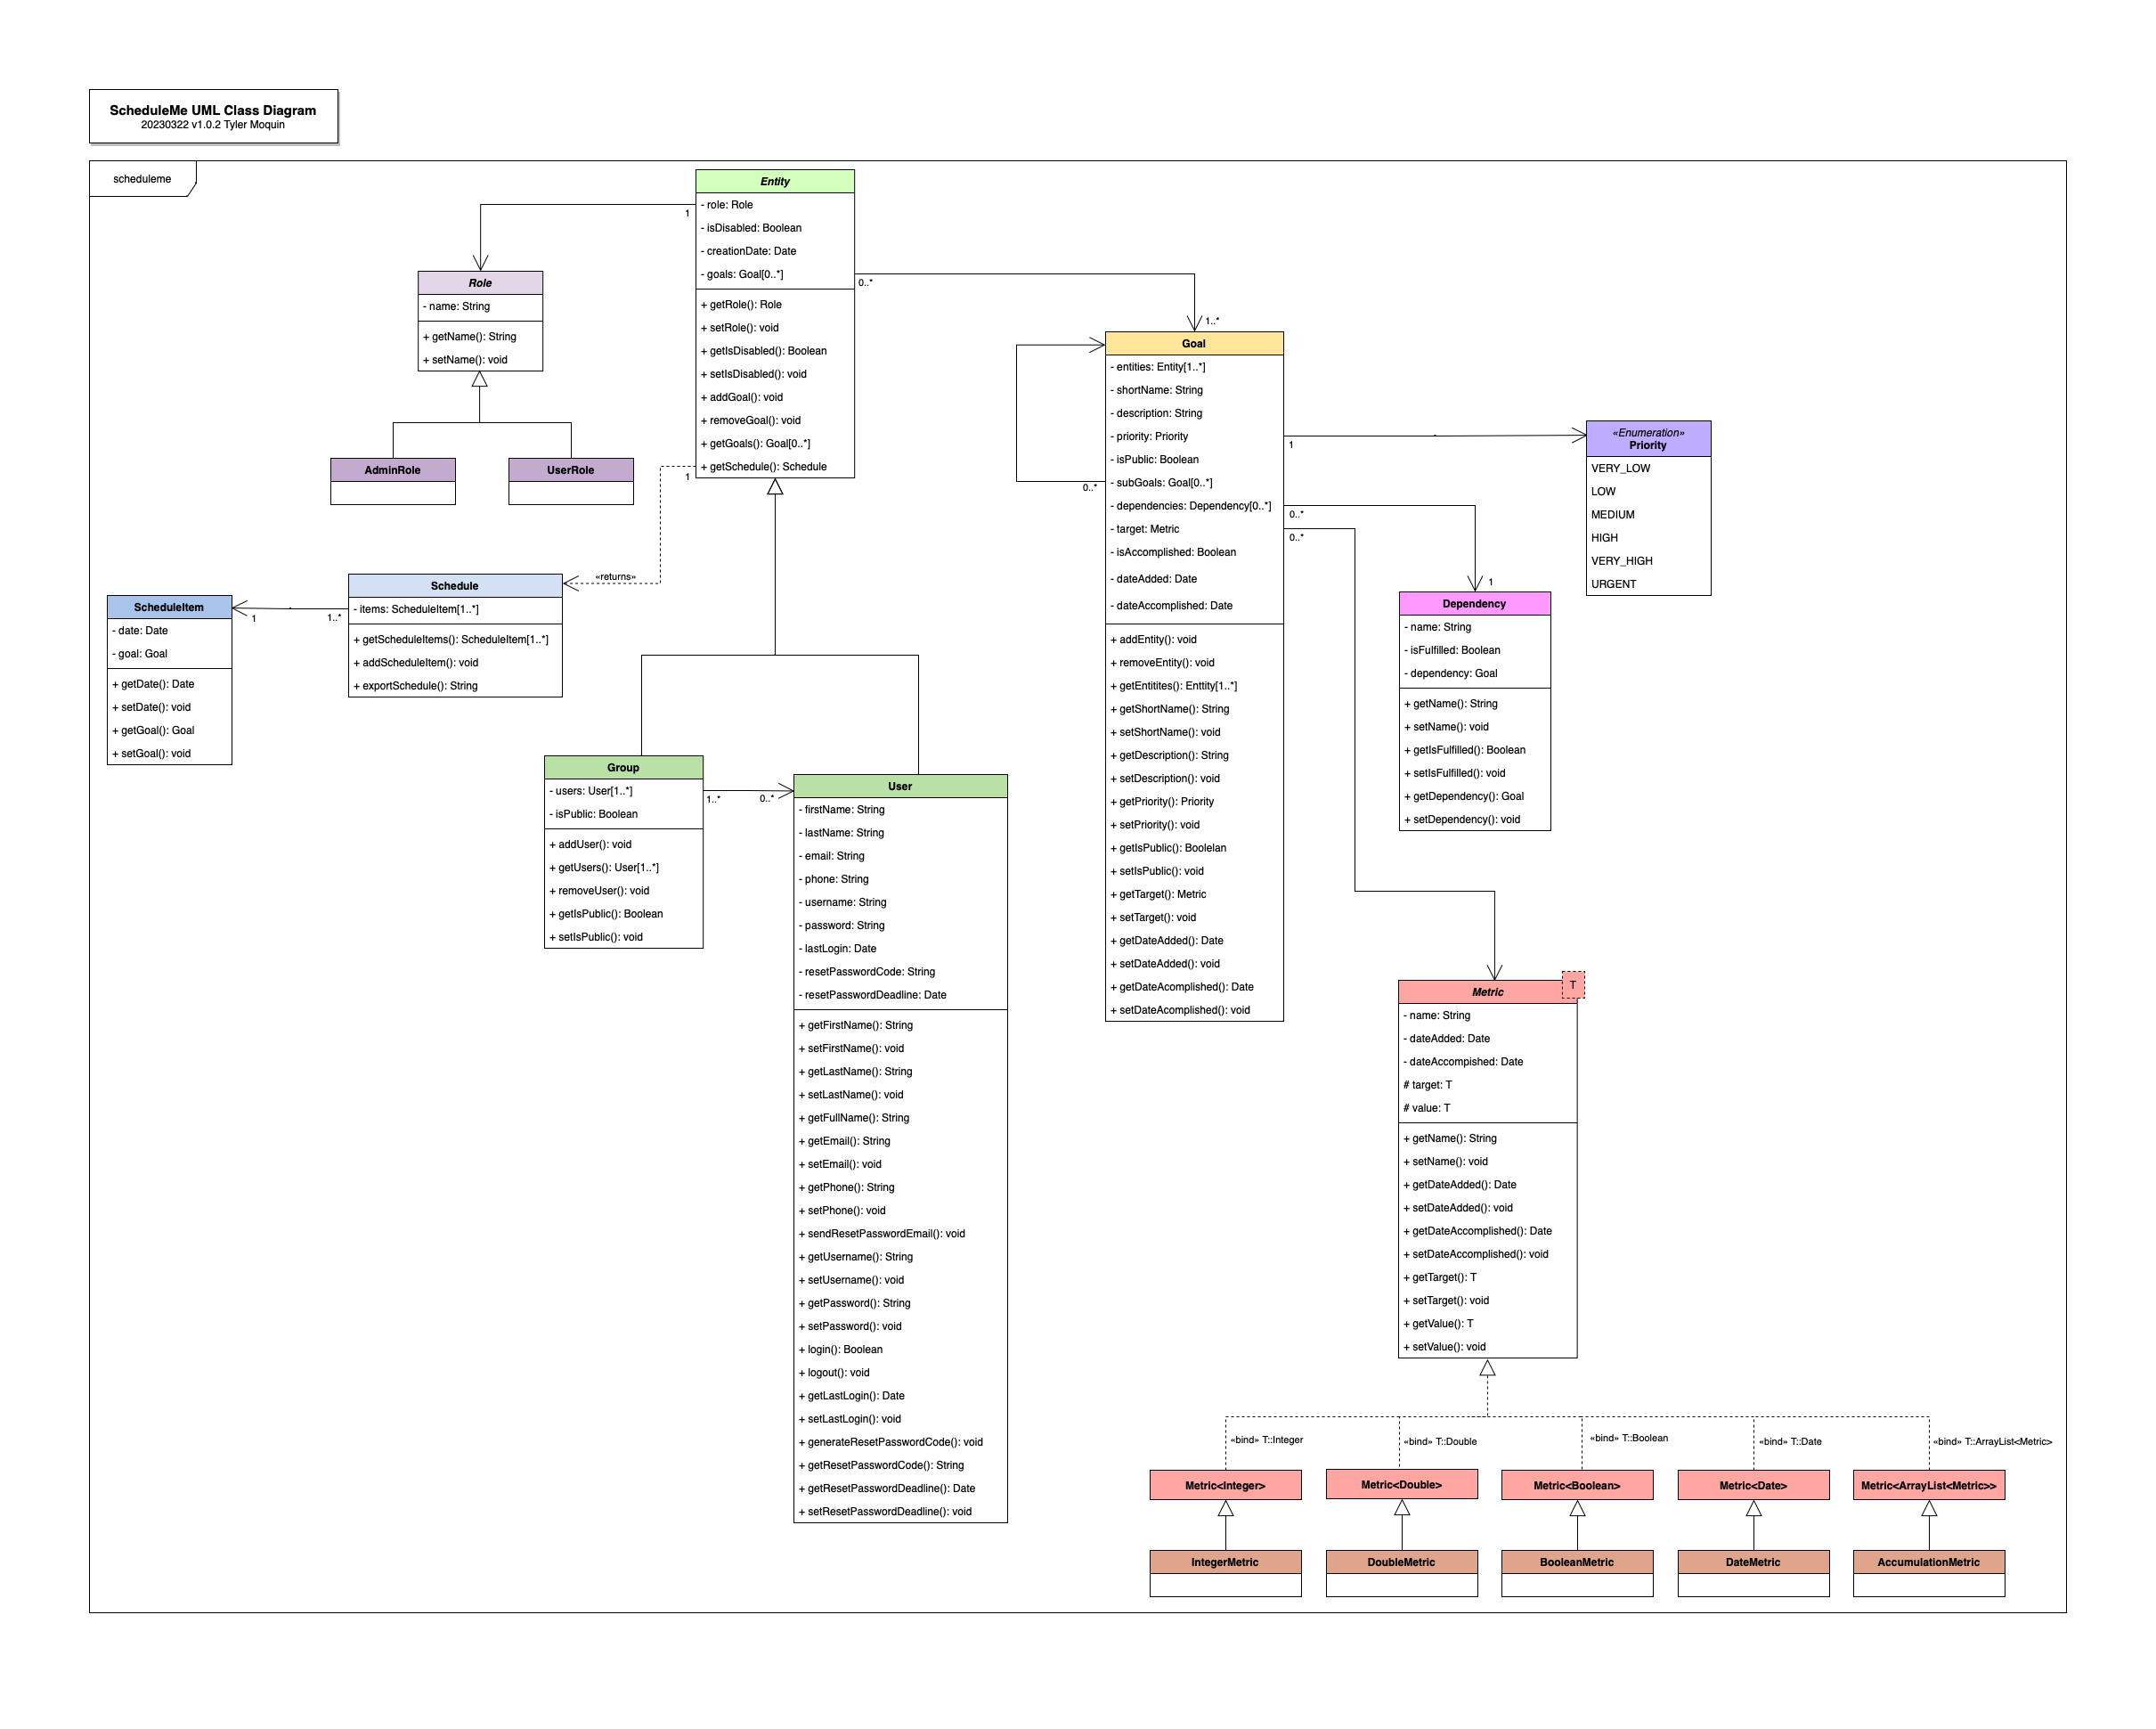 ScheduleMe UML Class Diagram
20230322 v1.0.2 Tyler Moquin
scheduleme
Entity
- role: Role
- isDisabled: Boolean
- creationDate: Date
- goals: Goal[0..*]
+ getRole(): Role
+ setRole(): void
+ getIsDisabled(): Boolean
+ setIsDisabled(): void
+ addGoal(): void
+ removeGoal(): void
+ getGoals(): Goal[0..*]
+ getSchedule(): Schedule
1
0..*
1..*
1
Role
- name: String
+ getName(): String
+ setName(): void
AdminRole
UserRole
«returns»
Schedule
- items: ScheduleItem[1..*]
+ getScheduleItems(): ScheduleItem[1..*]
+ addScheduleItem(): void
+ exportSchedule(): String
1
1..*
ScheduleItem
- date: Date
- goal: Goal
+ getDate(): Date
+ setDate(): void
+ getGoal(): Goal
+ setGoal(): void
Group
- users: User[1..*]
- isPublic: Boolean
+ addUser(): void
+ getUsers(): User[1..*]
+ removeUser(): void
+ getIsPublic(): Boolean
+ setIsPublic(): void
1..*
0..*
User
- firstName: String
- lastName: String
- email: String
- phone: String
- username: String
- password: String
- lastLogin: Date
- resetPasswordCode: String
- resetPasswordDeadline: Date
+ getFirstName(): String
+ setFirstName(): void
+ getLastName(): String
+ setLastName(): void
+ getFullName(): String
+ getEmail(): String
+ setEmail(): void
+ getPhone(): String
+ setPhone(): void
+ sendResetPasswordEmail(): void
+ getUsername(): String
+ setUsername(): void
+ getPassword(): String
+ setPassword(): void
+ login(): Boolean
+ logout(): void
+ getLastLogin(): Date
+ setLastLogin(): void
+ generateResetPasswordCode(): void
+ getResetPasswordCode(): String
+ getResetPasswordDeadline(): Date
+ setResetPasswordDeadline(): void
Goal
- entities: Entity[1..*]
- shortName: String
- description: String
- priority: Priority
- isPublic: Boolean
- subGoals: Goal[0..*]
- dependencies: Dependency[0..*]
- target: Metric
- isAccomplished: Boolean
- dateAdded: Date
- dateAccomplished: Date
+ addEntity(): void
+ removeEntity(): void
+ getEntitites(): Enttity[1..*]
+ getShortName(): String
+ setShortName(): void
+ getDescription(): String
+ setDescription(): void
+ getPriority(): Priority
+ setPriority(): void
+ getIsPublic(): Boolelan
+ setIsPublic(): void
+ getTarget(): Metric
+ setTarget(): void
+ getDateAdded(): Date
+ setDateAdded(): void
+ getDateAcomplished(): Date
+ setDateAcomplished(): void
0..*
1
0..*
0..*
1
«Enumeration»
Priority
VERY_LOW
LOW
MEDIUM
HIGH
VERY_HIGH
URGENT
Dependency
- name: String
- isFulfilled: Boolean
- dependency: Goal
+ getName(): String
+ setName(): void
+ getIsFulfilled(): Boolean
+ setIsFulfilled(): void
+ getDependency(): Goal
+ setDependency(): void
T
Metric
- name: String
- dateAdded: Date
- dateAccompished: Date
# target: T
# value: T
+ getName(): String
+ setName(): void
+ getDateAdded(): Date
+ setDateAdded(): void
+ getDateAccomplished(): Date
+ setDateAccomplished(): void
+ getTarget(): T
+ setTarget(): void
+ getValue(): T
+ setValue(): void
«bind» T::Integer
«bind» T::Double
«bind» T::Boolean
«bind» T::Date
«bind» T::ArrayList<Metric>
Metric<Integer>
Metric<Double>
Metric<Boolean>
Metric<Date>
Metric<ArrayList<Metric>>
IntegerMetric
DoubleMetric
BooleanMetric
DateMetric
AccumulationMetric